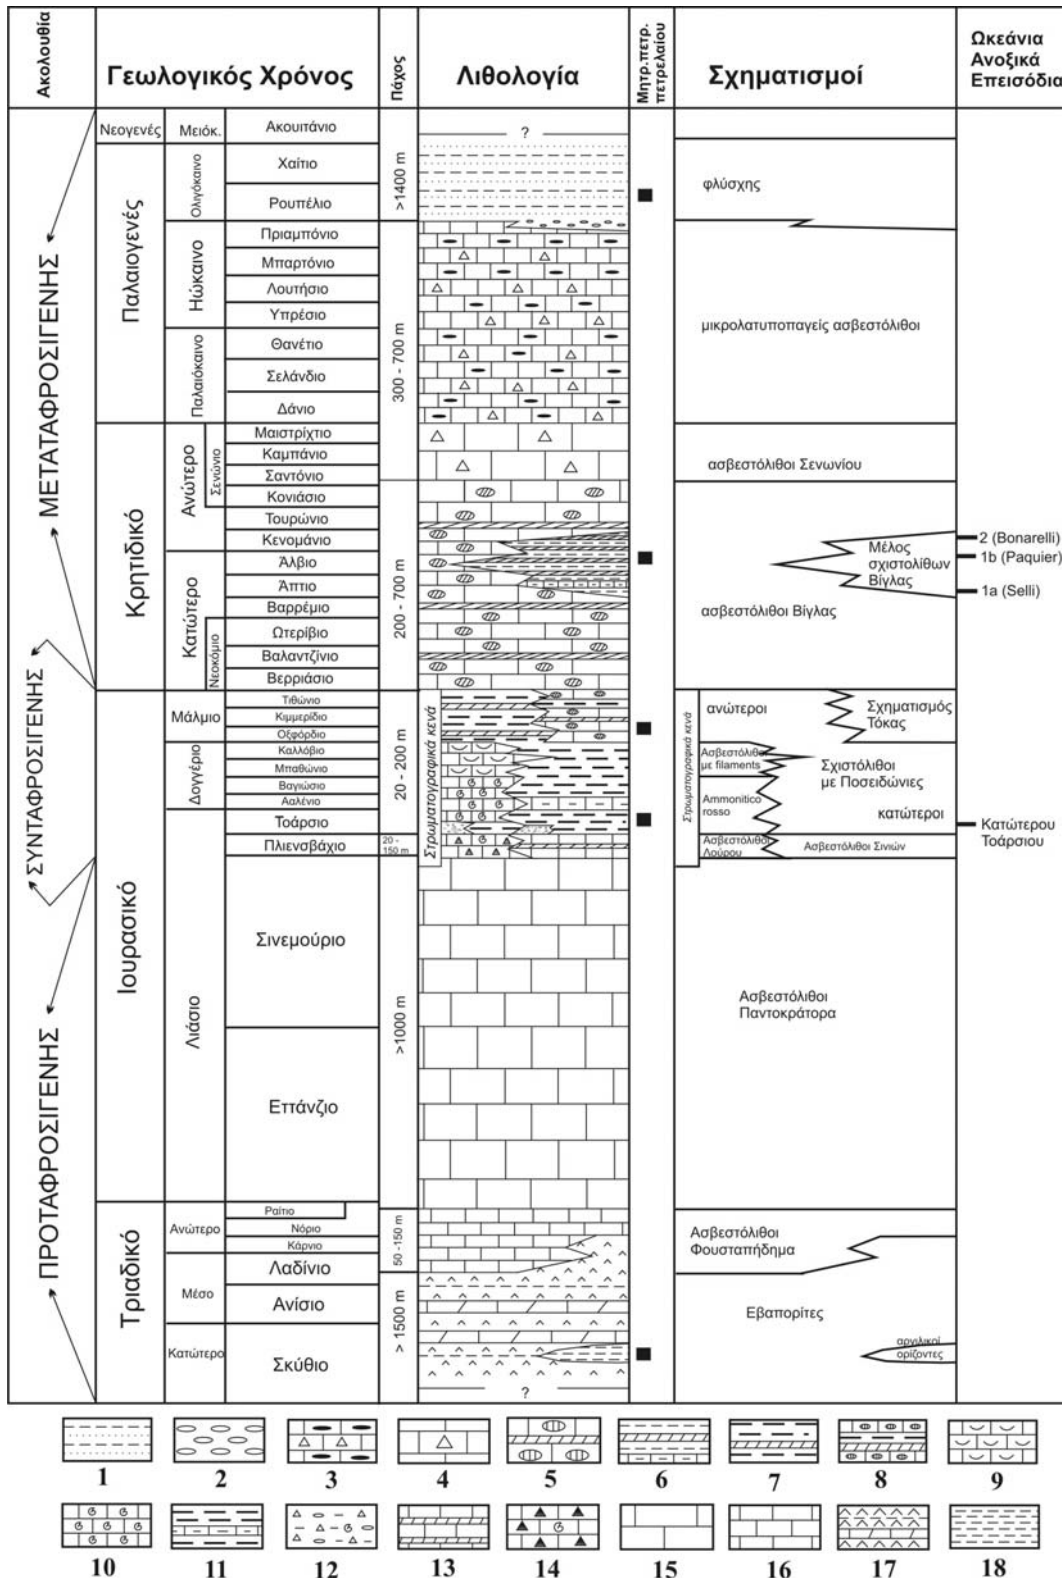 Ακολουθία
Γεωλογικός Χρόνος
Πάχος
Λιθολογία
Μητρ.πετρ.
πετρελαίου
Σχηματισμοί
Ωκεάνια
Ανοξικά
Επεισόδια
ΜΕΤΑΤΑΦΡΟΣΙΓΕΝΗΣ
ΣΥΝΤΑΦΡΟΣΙΓΕΝΗΣ
ΠΡΟΤΑΦΡΟΣΙΓΕΝΗΣ
Νεογενές
Μειόκ.
Ακουιτάνιο
Παλαιογενές
Ολιγόκαινο
Χαίτιο
Ρουπέλιο
Ηώκαινο
Πριαμπόνιο
Μπαρτόνιο
Λουτήσιο
Υπρέσιο
Παλαιόκαινο
Θανέτιο
Σελάνδιο
Δάνιο
Κρητιδικό
Ανώτερο
Σενώνιο
Μαιστρίχτιο
Καμπάνιο
Σαντόνιο
Κονιάσιο
Τουρώνιο
Κενομάνιο
Κατώτερο
Άλβιο
Άπτιο
Βαρρέμιο
Νεοκόμιο
Ωτερίβιο
Βαλαντζίνιο
Βερριάσιο
Ιουρασικό
Μάλμιο
Τιθώνιο
Κιμμερίδιο
Οξφόρδιο
Δογγέριο
Καλλόβιο
Μπαθώνιο
Βαγιώσιο
Ααλένιο
Λιάσιο
Τοάρσιο
Πλιενσβάχιο
Σινεμούριο
Εττάνζιο
Τριαδικό
Ανώτερο
Ραίτιο
Νόριο
Κάρνιο
Μέσο
Λαδίνιο
Ανίσιο
Κατώτερο
Σκύθιο
>1400 m
300 - 700 m
200 - 700 m
20 - 200 m
20 -
150 m
>1000 m
50 -150 m
> 1500 m
?
Στρωματογραφικά κενά
?
φλύσχης
μικρολατυποπαγείς ασβεστόλιθοι
ασβεστόλιθοι Σενωνίου
Μέλος
σχιστολίθων
Βίγλας
ασβεστόλιθοι Βίγλας
Στρωματογραφικά κενά
ανώτεροι
Σχηματισμός
Τόκας
Ασβεστόλιθοι
με filaments
Σχιστόλιθοι
με Ποσειδώνιες
Ammonitico
rosso
κατώτεροι
Ασβεστόλιθοι
Λούρου
Ασβεστόλιθοι Σινιών
Ασβεστόλιθοι
Παντοκράτορα
Ασβεστόλιθοι
Φουσταπήδημα
Εβαπορίτες
αργιλικοί
ορίζοντες
2 (Bonarelli)
1b (Paquier)
1a (Selli)
Κατώτερου
Τοάρσιου
1 2 3 4 5 6 7 8 9
10 11 12 13 14 15 16 17 18